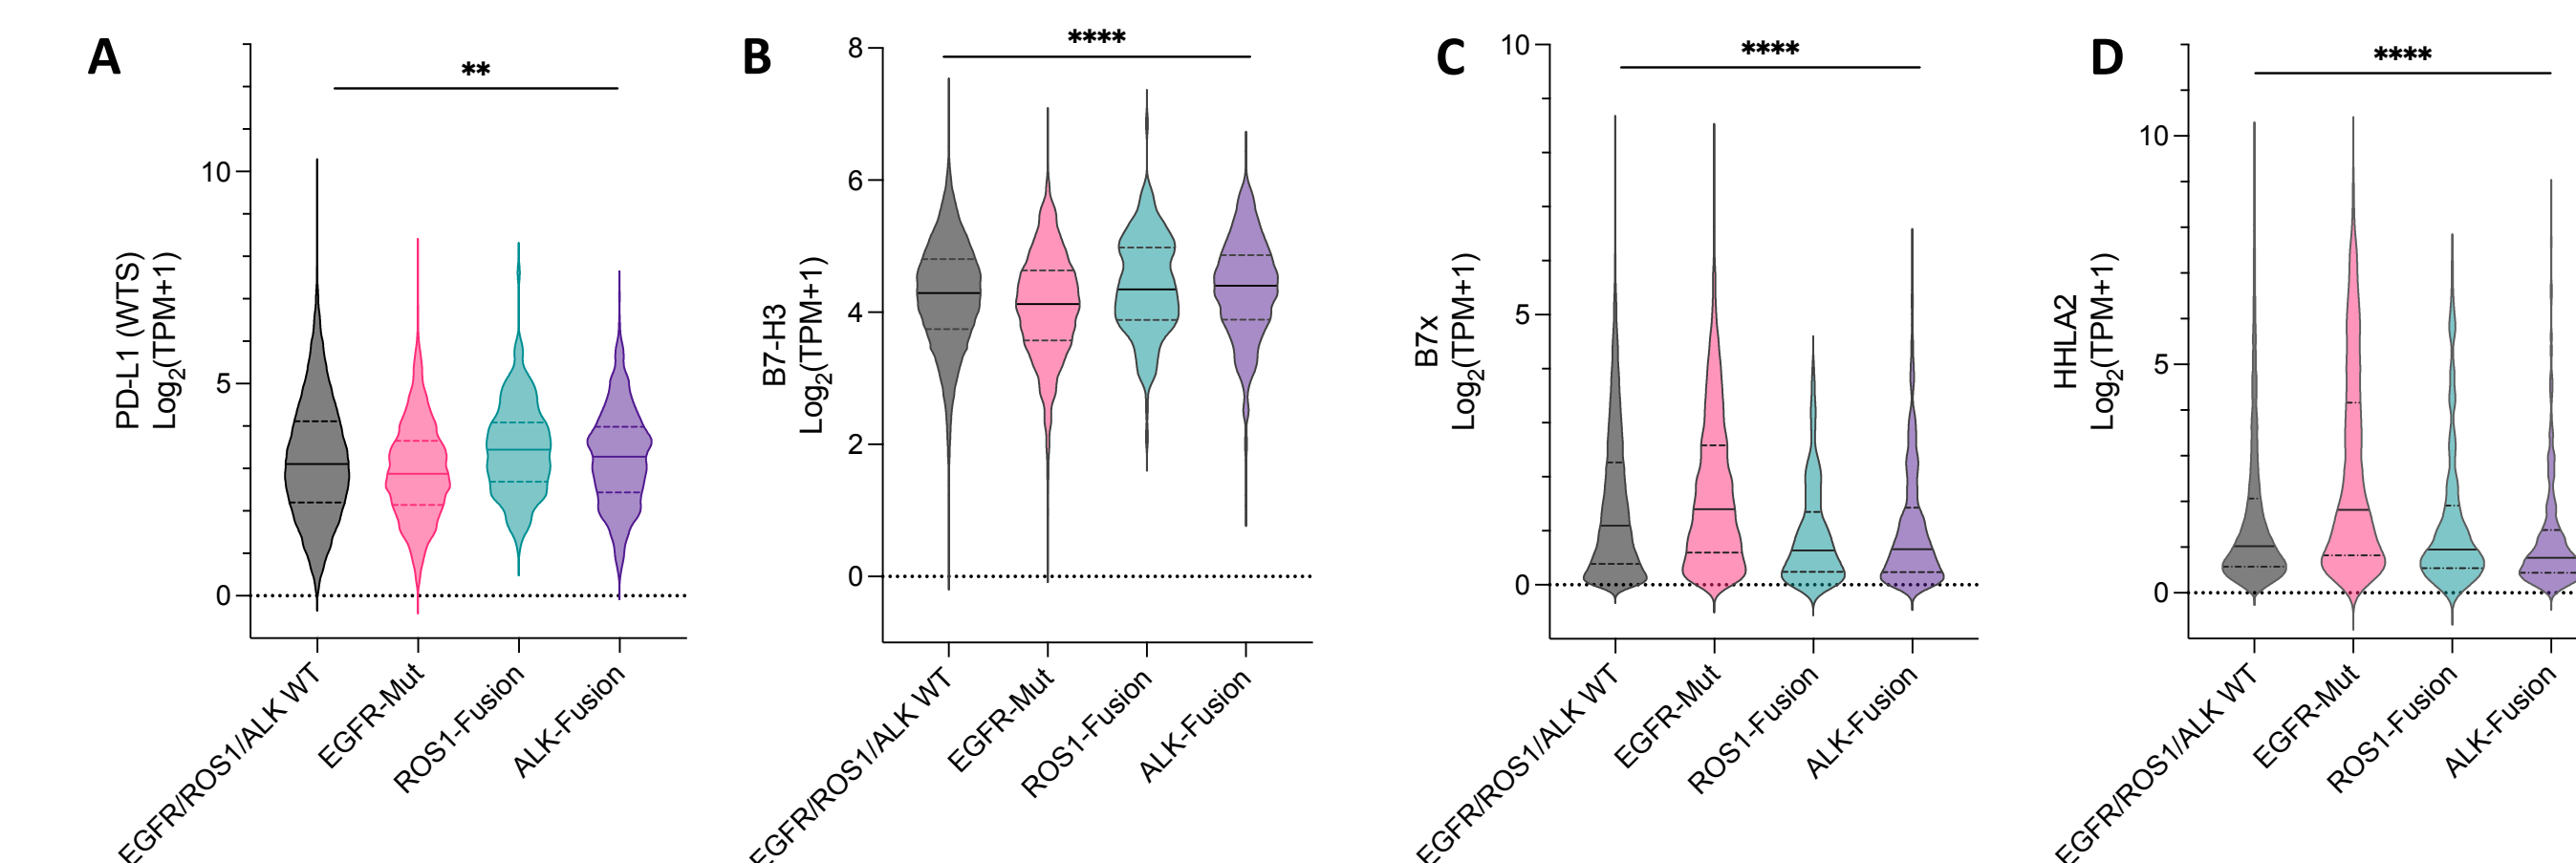 A
**
PD-L1 (WTS)
Log2(TPM+1)
10
5
0
EGFR/ROS1/ALK WT
EGFR-Mut
ROS1-Fusion
ALK-Fusion
B
****
B7-H3
Log2(TPM+1)
8
6
4
2
0
EGFR/ROS1/ALK WT
EGFR-Mut
ROS1-Fusion
ALK-Fusion
C
****
B7x
Log2(TPM+1)
10
5
0
EGFR/ROS1/ALK WT
EGFR-Mut
ROS1-Fusion
ALK-Fusion
D
****
HHLA2
Log2(TPM+1)
10
5
0
EGFR/ROS1/ALK WT
EGFR-Mut
ROS1-Fusion
ALK-Fusion